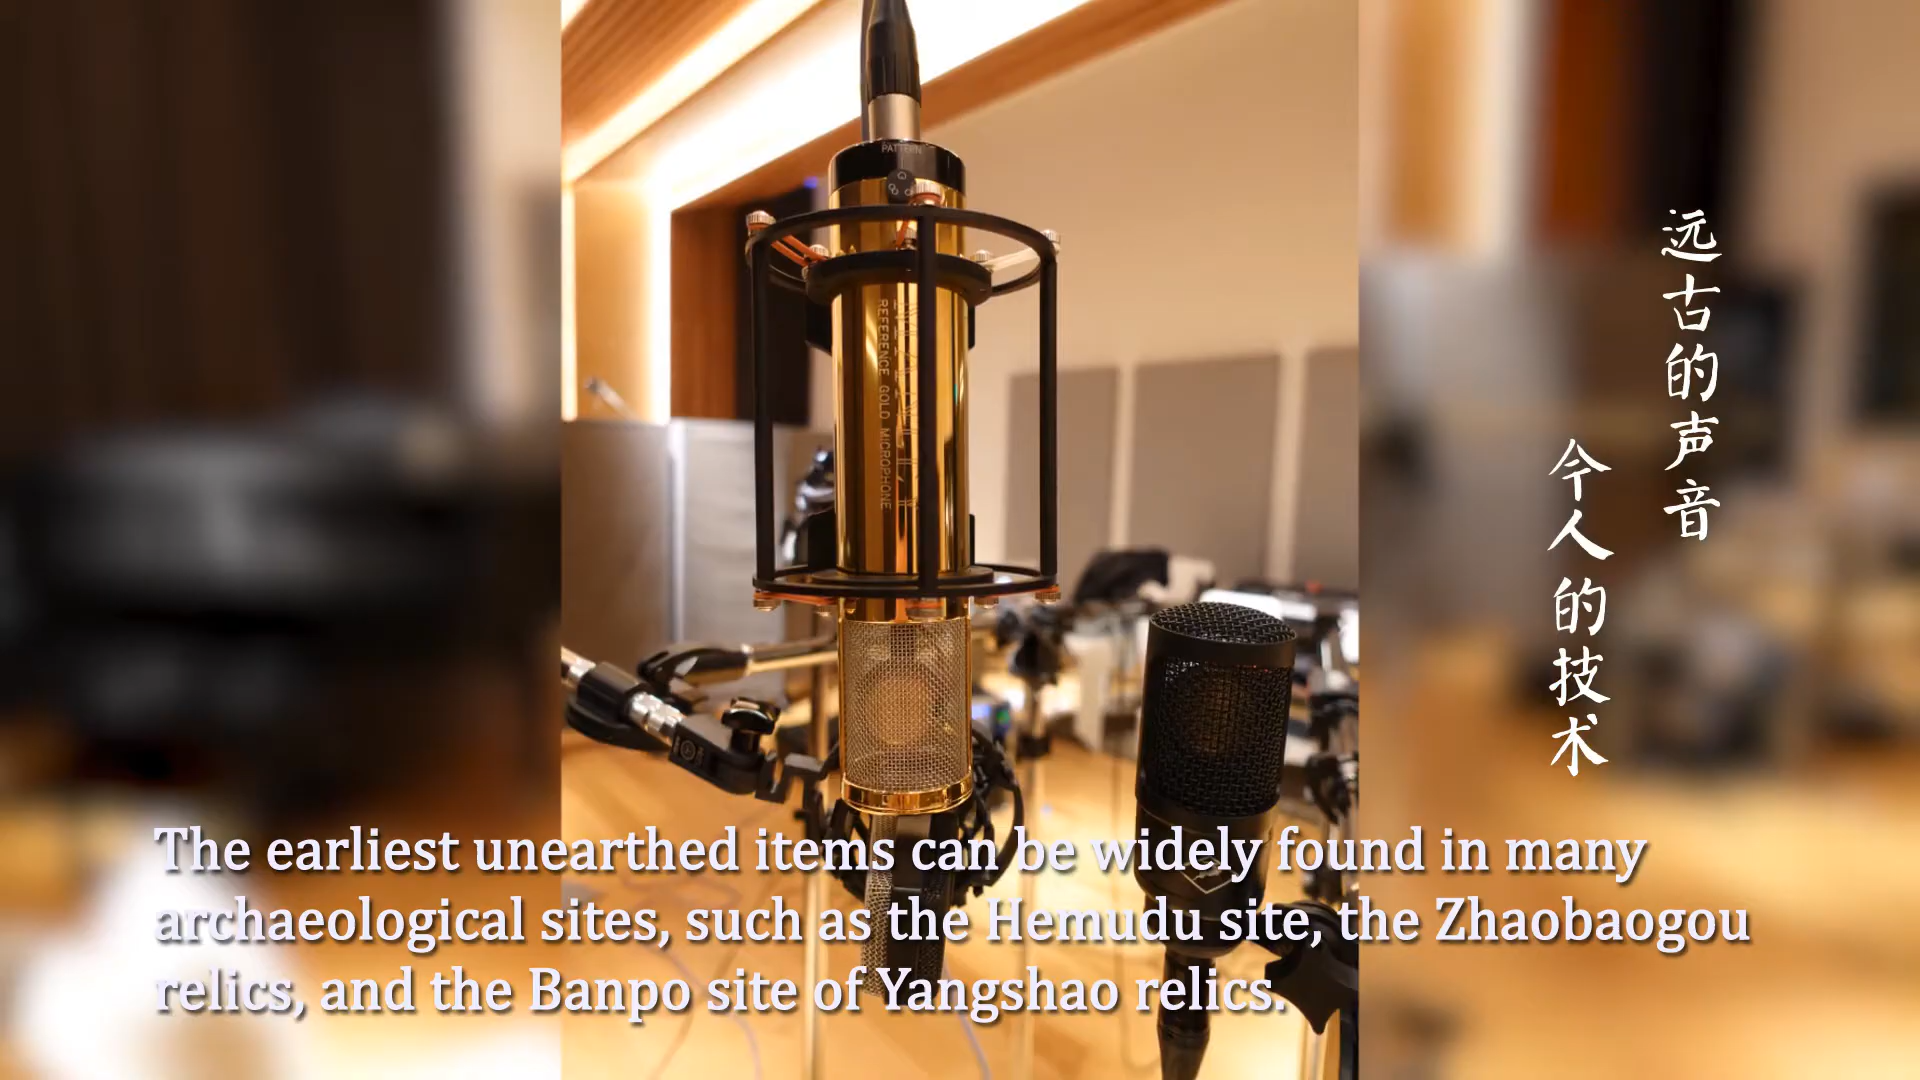 PATTERN
REFERENCE GOLD MICROPHONE
远古的声音
今人的技术
The earliest unearthed items can be widely found in many
archaeological sites, such as the Hemudu site, the Zhaobaogou
relics, and the Banpo site of Yangshao relics.